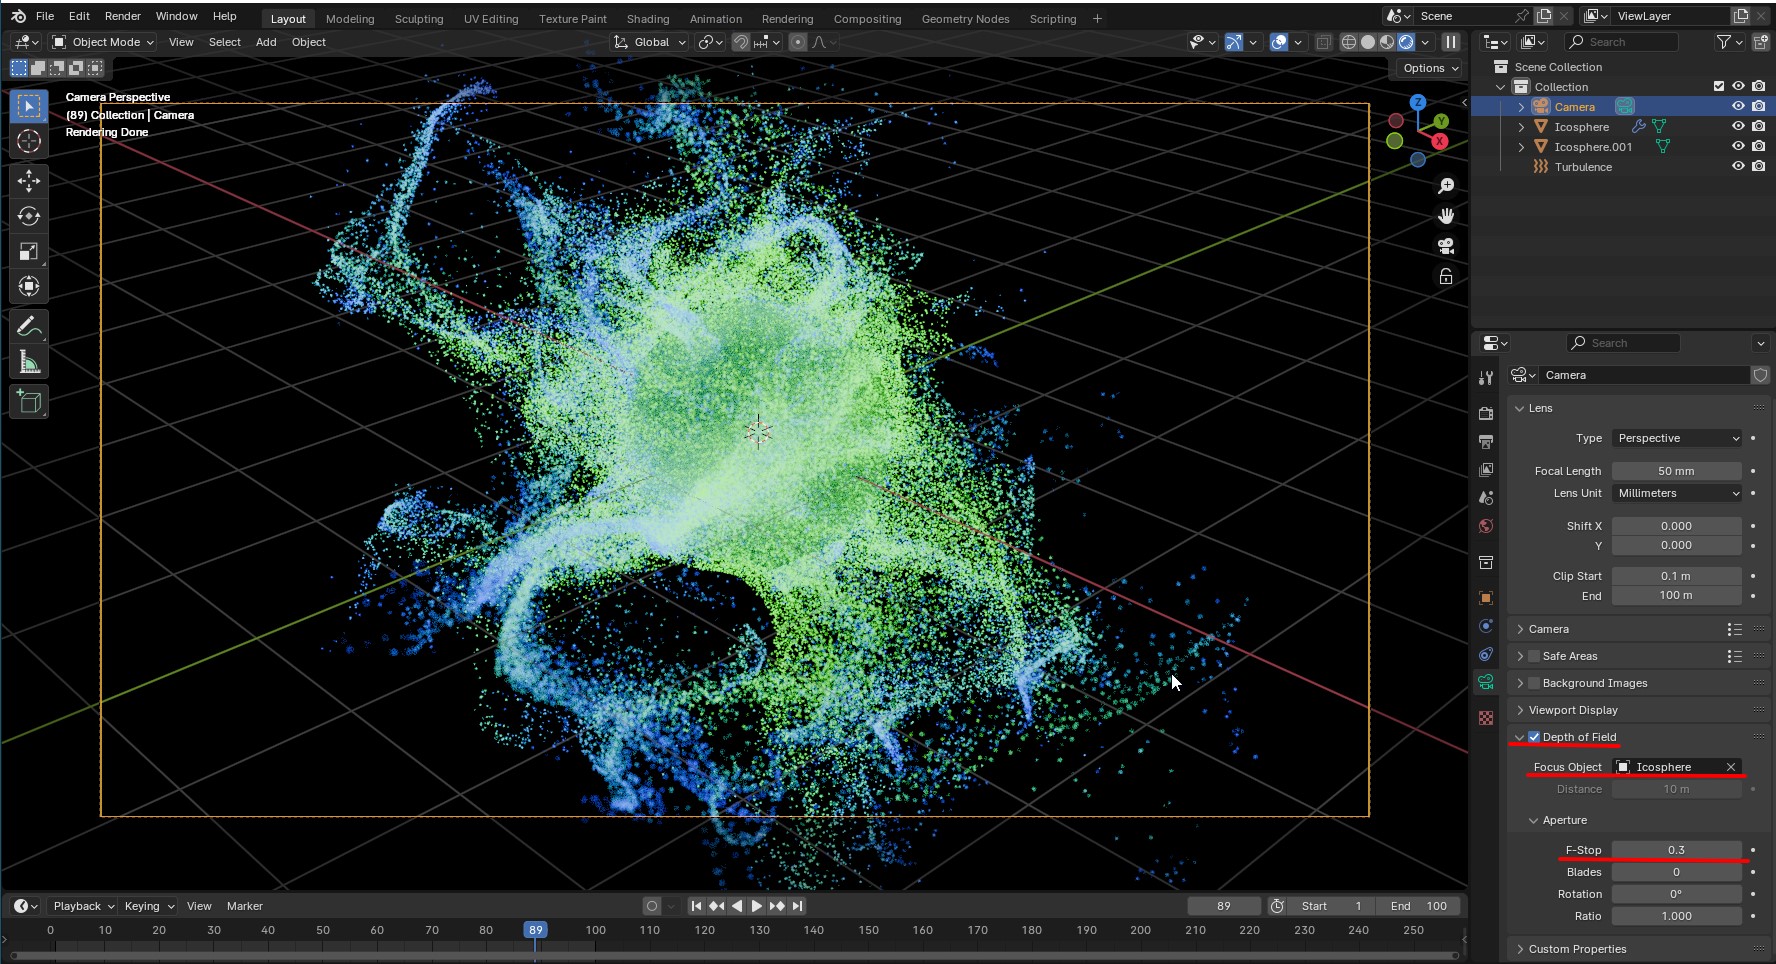 File Edit Render Window Help Layout Modeling Sculpting UV Editing Texture Paint Shading Animation Rendering Compositing Geometry Nodes Scripting + Scene ViewLayer
Object Mode View Select Add Object Global Search
Options
Camera Perspective
(89) Collection | Camera
Rendering Done
Z
Y
X
Scene Collection
Collection
Camera
Icosphere
Icosphere.001
Turbulence
Search
Camera
Lens
Type Perspective
Focal Length 50 mm
Lens Unit Millimeters
Shift X 0.000
Y 0.000
Clip Start 0.1 m
End 100 m
Camera
Safe Areas
Background Images
Viewport Display
Depth of Field
Focus Object Icosphere
Distance 10 m
Aperture
F-Stop 0.3
Blades 0
Rotation 0°
Ratio 1.000
Custom Properties
Playback Keying View Marker 89 Start 1 End 100
0 10 20 30 40 50 60 70 80 89 100 110 120 130 140 150 160 170 180 190 200 210 220 230 240 250